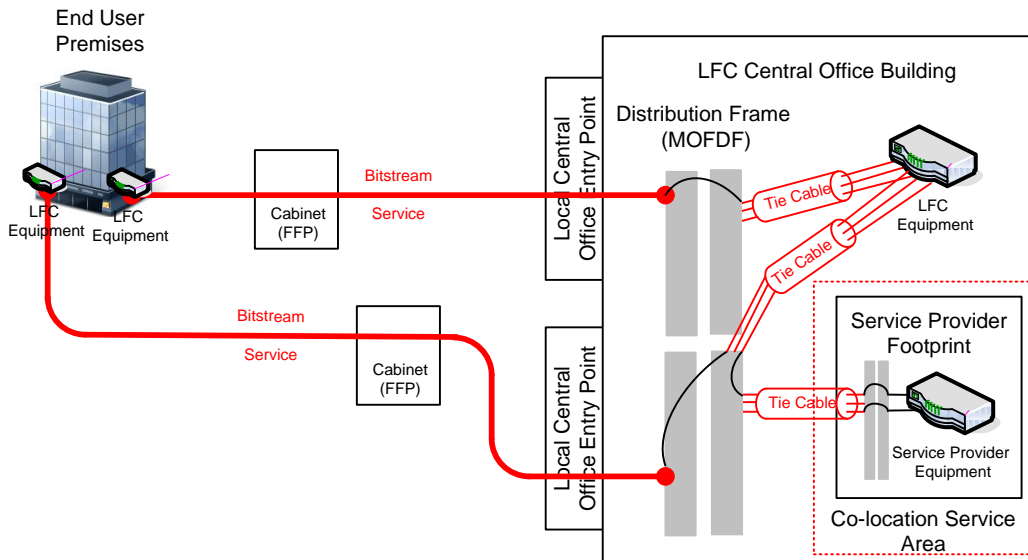 End User
Premises
LFC
Equipment
LFC
Equipment
Cabinet
(FFP)
Bitstream
Service
Bitstream
Service
Cabinet
(FFP)
Local Central
Office Entry Point
Local Central
Office Entry Point
LFC Central Office Building
Distribution Frame
(MOFDF)
Tie Cable
Tie Cable
LFC
Equipment
Service Provider
Footprint
Tie Cable
Service Provider
Equipment
Co-location Service
Area